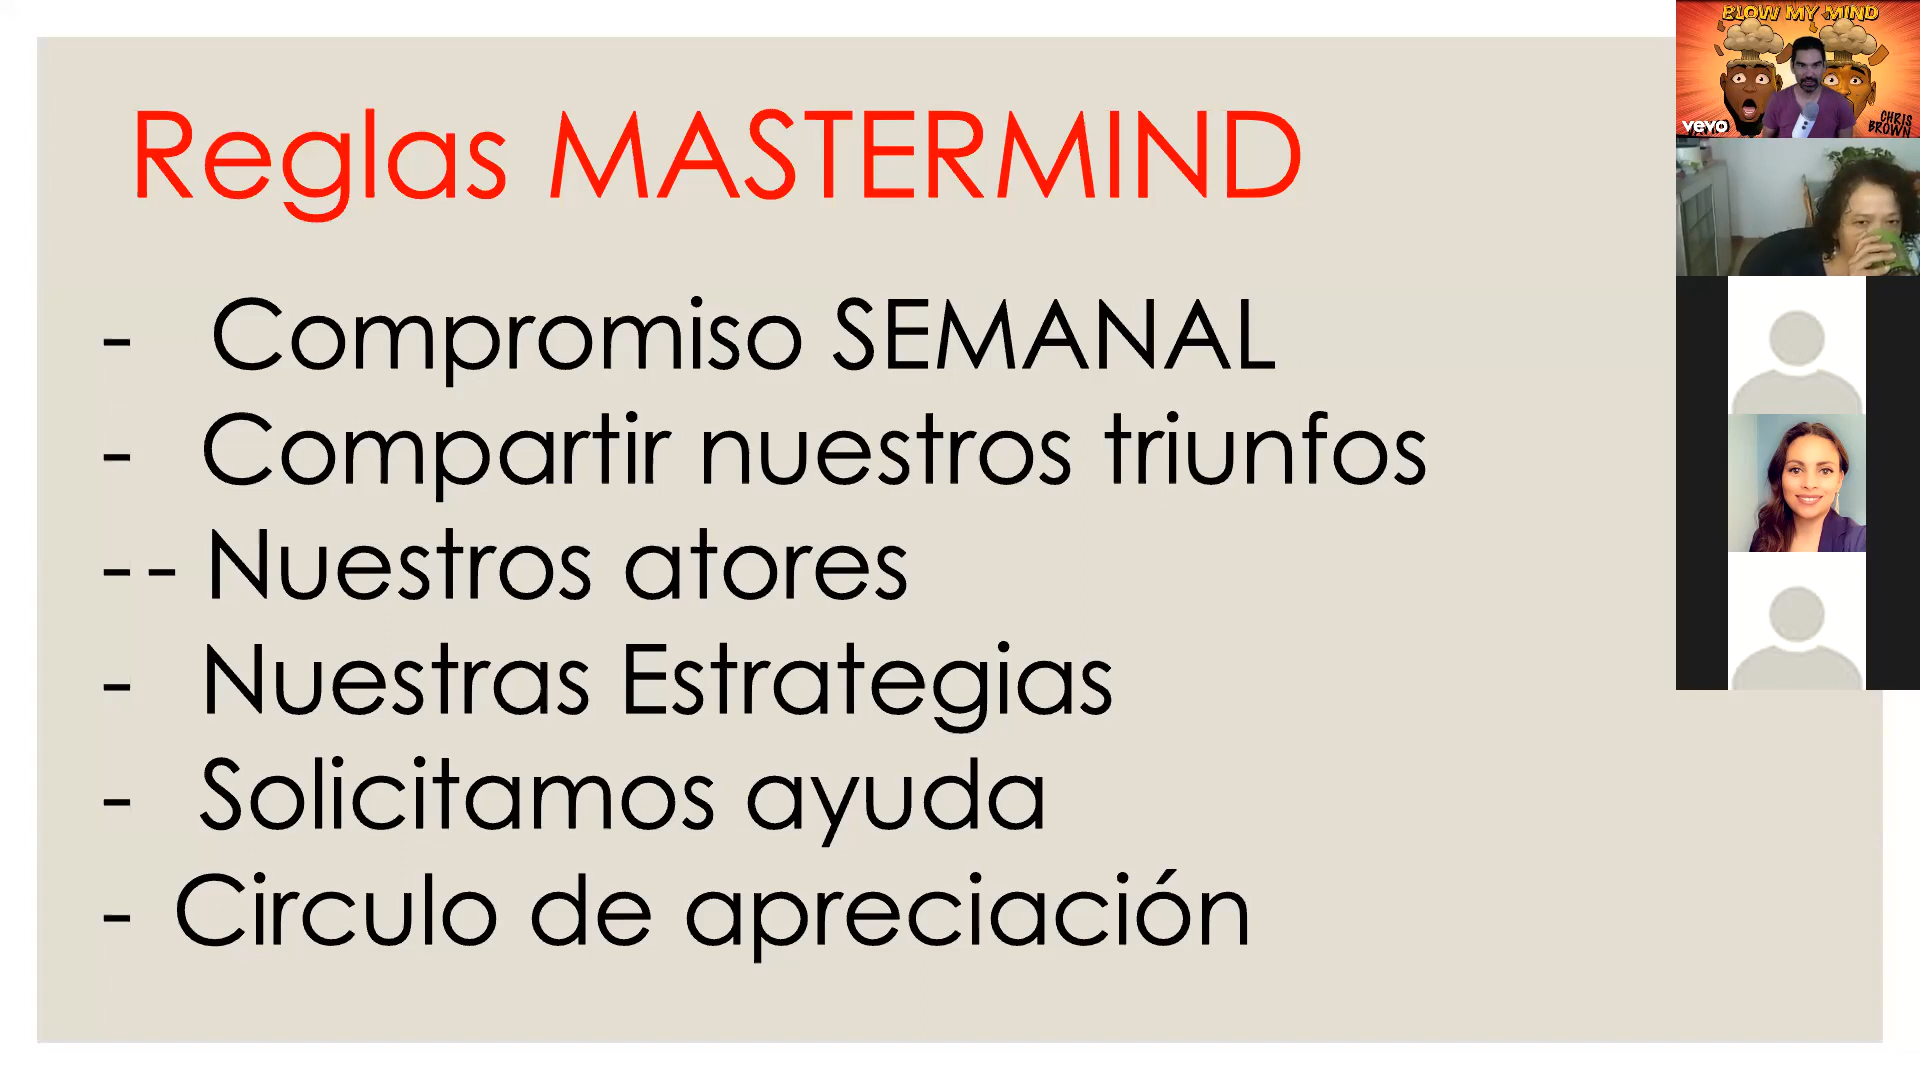 Reglas MASTERMIND
- Compromiso SEMANAL
- Compartir nuestros triunfos
-- Nuestros atores
- Nuestras Estrategias
- Solicitamos ayuda
- Circulo de apreciación
BLOW MY MIND
vevo
CHRIS
BROWN